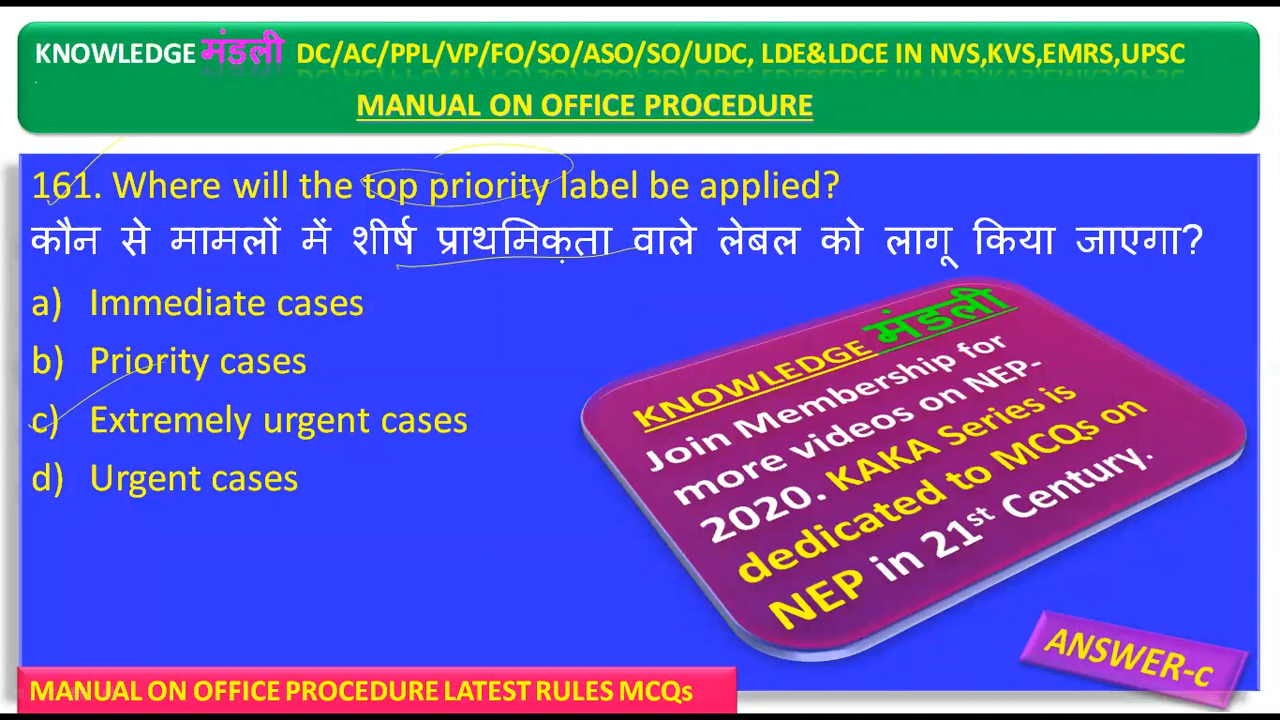 KNOWLEDGE मंडली DC/AC/PPL/VP/FO/SO/ASO/SO/UDC, LDE&LDCE IN NVS,KVS,EMRS,UPSC
MANUAL ON OFFICE PROCEDURE
161. Where will the top priority label be applied?
कौन से मामलों में शीर्ष प्राथमिकता वाले लेबल को लागू किया जाएगा?
a) Immediate cases
b) Priority cases
c) Extremely urgent cases
d) Urgent cases
KNOWLEDGE मंडली
Join Membership for
more videos on NEP-
2020. KAKA Series is
dedicated to MCQs on
NEP in 21st Century.
ANSWER-c
MANUAL ON OFFICE PROCEDURE LATEST RULES MCQs